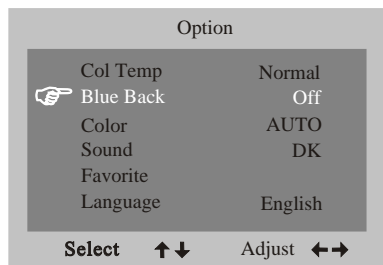 Option
Col Temp Normal
Blue Back Off
Color AUTO
Sound DK
Favorite
Language English
Select ↑↓ Adjust ←→